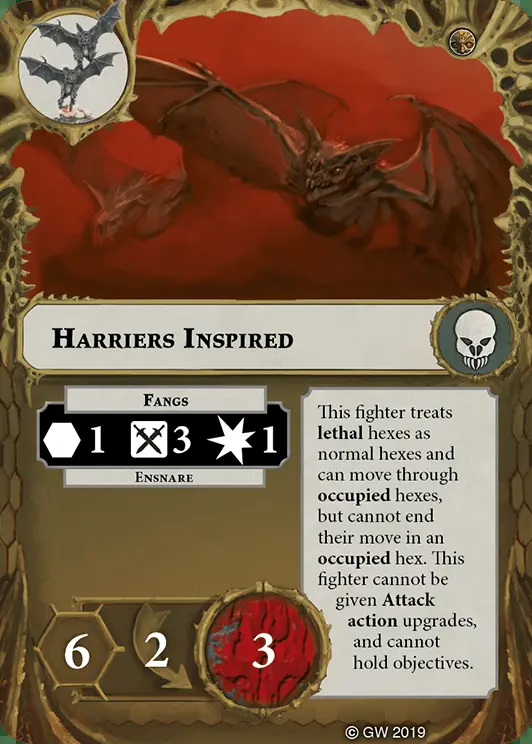 Harriers Inspired
Fangs
1 3 1
Ensnare
This fighter treats
lethal hexes as
normal hexes and
can move through
occupied hexes,
but cannot end
their move in an
occupied hex. This
fighter cannot be
given Attack
action upgrades,
and cannot
hold objectives.
6 2 3
© GW 2019